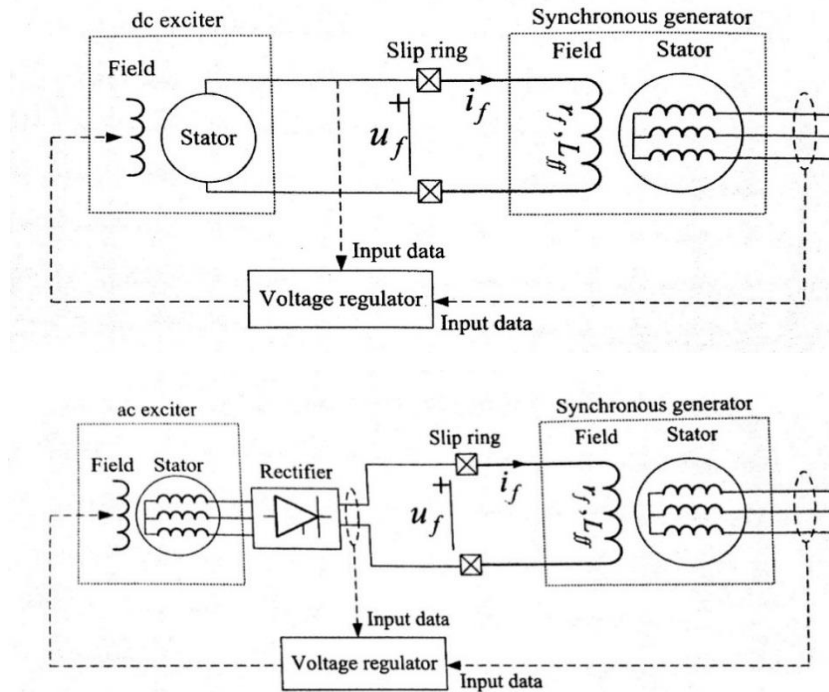 dc exciter
Synchronous generator
Field
Stator
Slip ring
i_f
u_f
+
r_f, L_ff
Field
Stator
Input data
Voltage regulator
Input data
ac exciter
Synchronous generator
Field
Stator
Rectifier
Slip ring
i_f
u_f
+
r_f, L_ff
Field
Stator
Input data
Voltage regulator
Input data